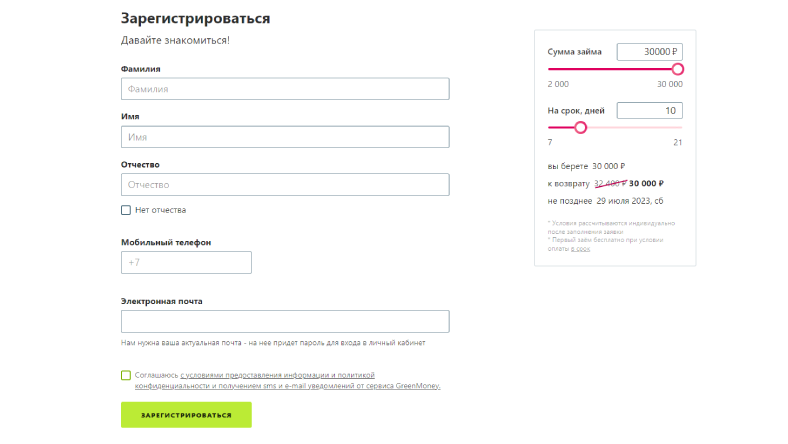 Зарегистрироваться
Давайте знакомиться!
Фамилия
Фамилия
Имя
Имя
Отчество
Отчество
Нет отчества
Мобильный телефон
+7
Электронная почта
Нам нужна ваша актуальная почта - на нее придет пароль для входа в личный кабинет
Соглашаюсь с условиями предоставления информации и политикой
конфиденциальности и получением sms и e-mail уведомлений от сервиса GreenMoney.
ЗАРЕГИСТРИРОВАТЬСЯ
Сумма займа 30000 ₽
2 000 30 000
На срок, дней 10
7 21
вы берете 30 000 ₽
к возврату 32 400 ₽ 30 000 ₽
не позднее 29 июля 2023, сб
* Условия рассчитываются индивидуально
после заполнения заявки
* Первый заём бесплатно при условии
оплаты в срок